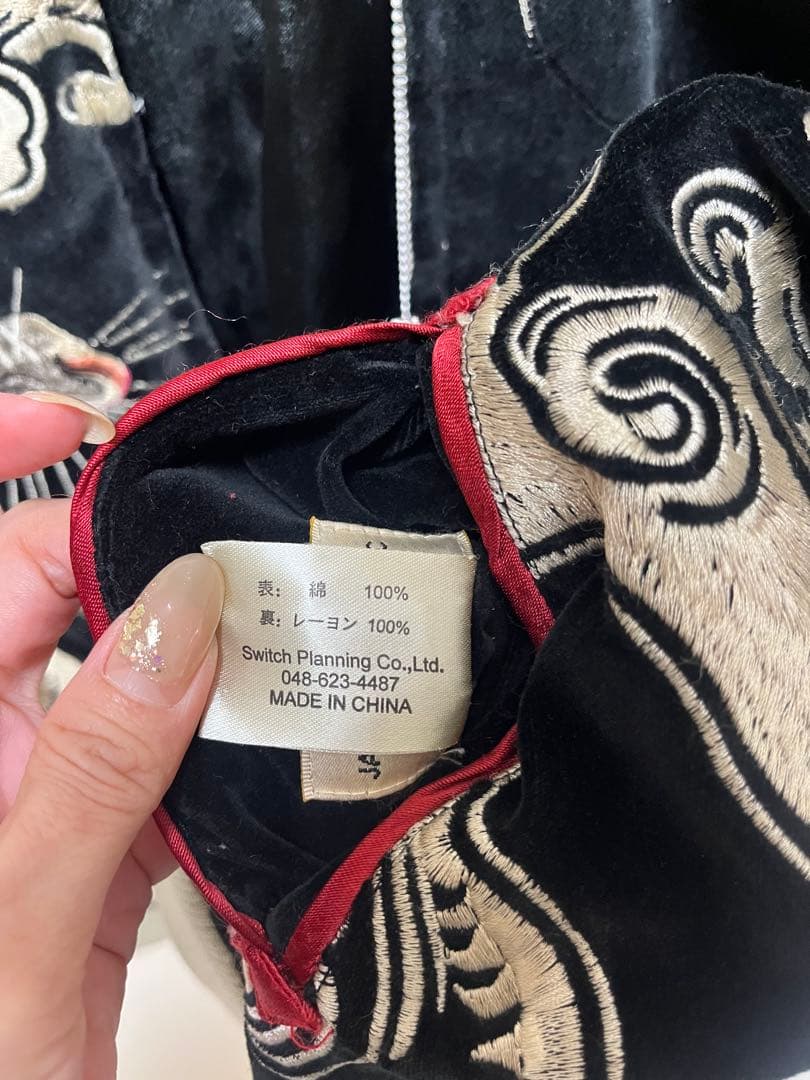 表: 綿 100%
裏: レーヨン 100%
Switch Planning Co.,Ltd.
048-623-4487
MADE IN CHINA